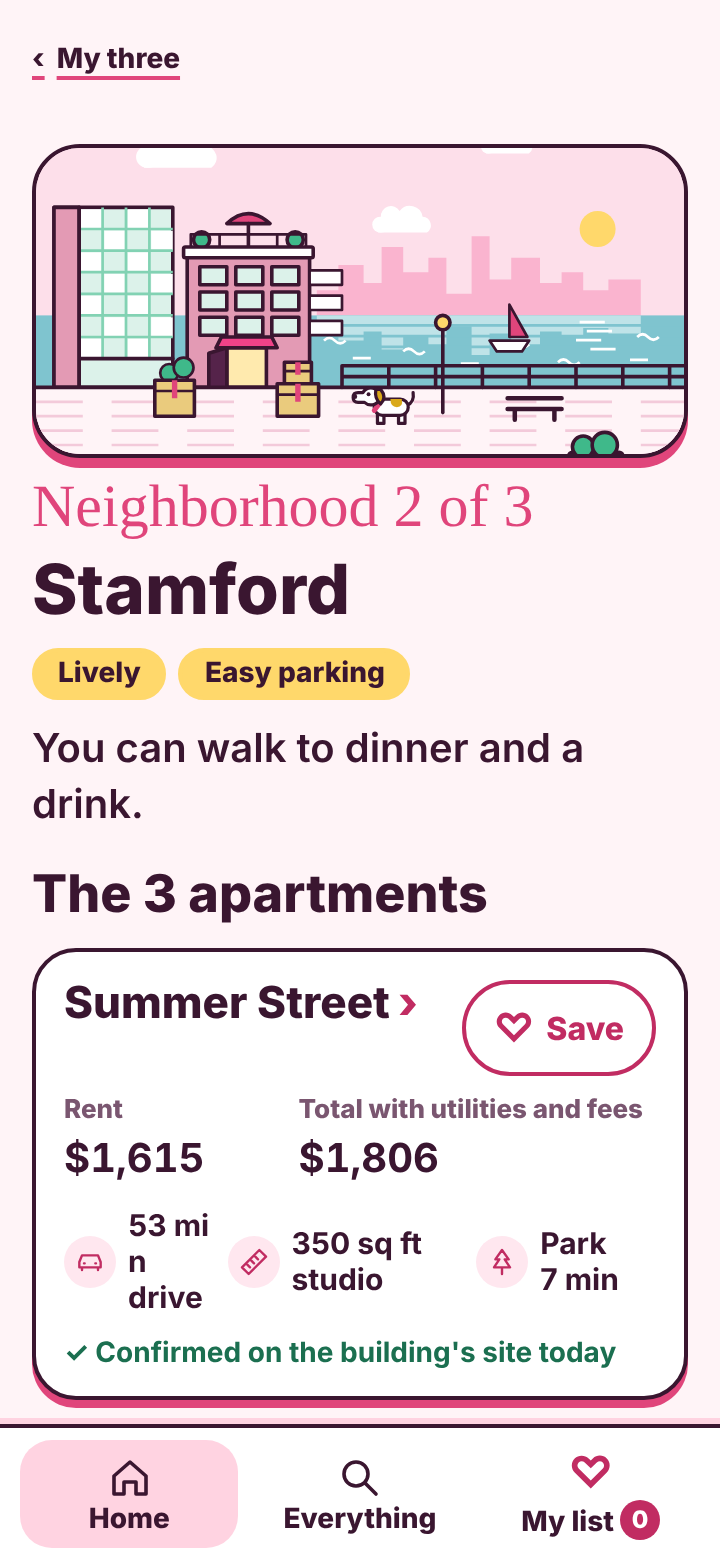 ‹ My three
Neighborhood 2 of 3
Stamford
Lively
Easy parking
You can walk to dinner and a
drink.
The 3 apartments
Summer Street ›
Save
Rent
Total with utilities and fees
$1,615
$1,806
53 mi
n
drive
350 sq ft
studio
Park
7 min
✓ Confirmed on the building's site today
Home
Everything
My list 0